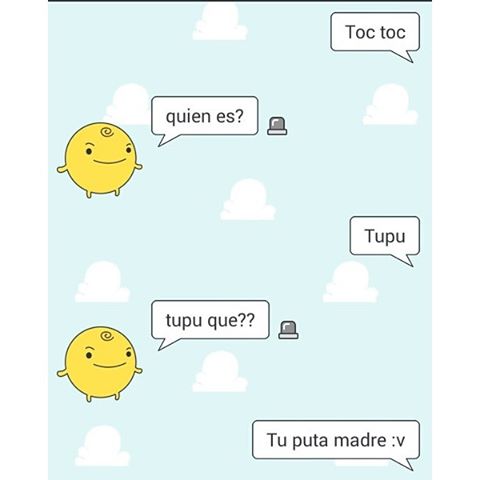 Toc toc
quien es?
Tupu
tupu que??
Tu puta madre :v